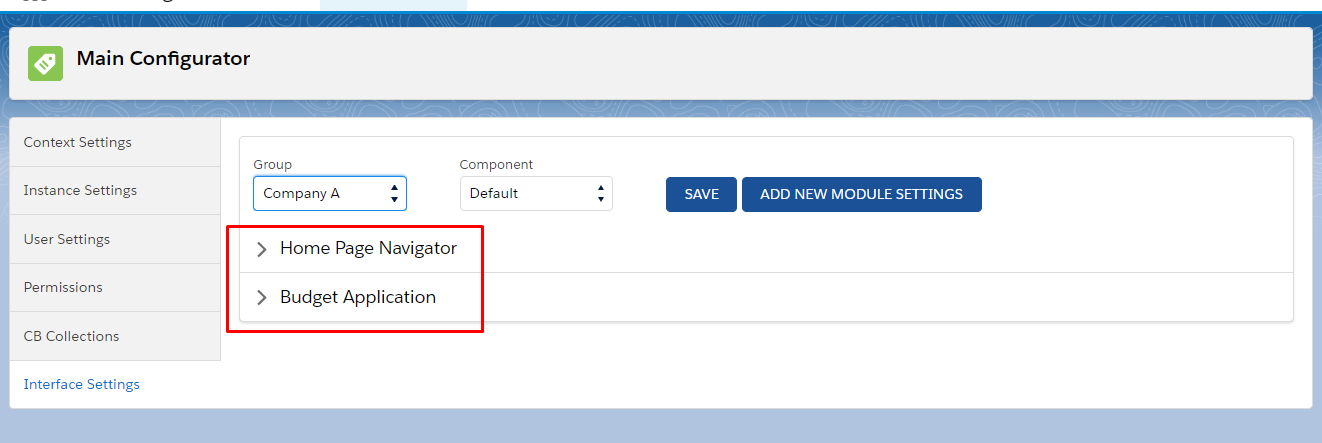 Main Configurator
Context Settings
Instance Settings
User Settings
Permissions
CB Collections
Interface Settings
Group
Component
Company A
Default
SAVE
ADD NEW MODULE SETTINGS
Home Page Navigator
Budget Application